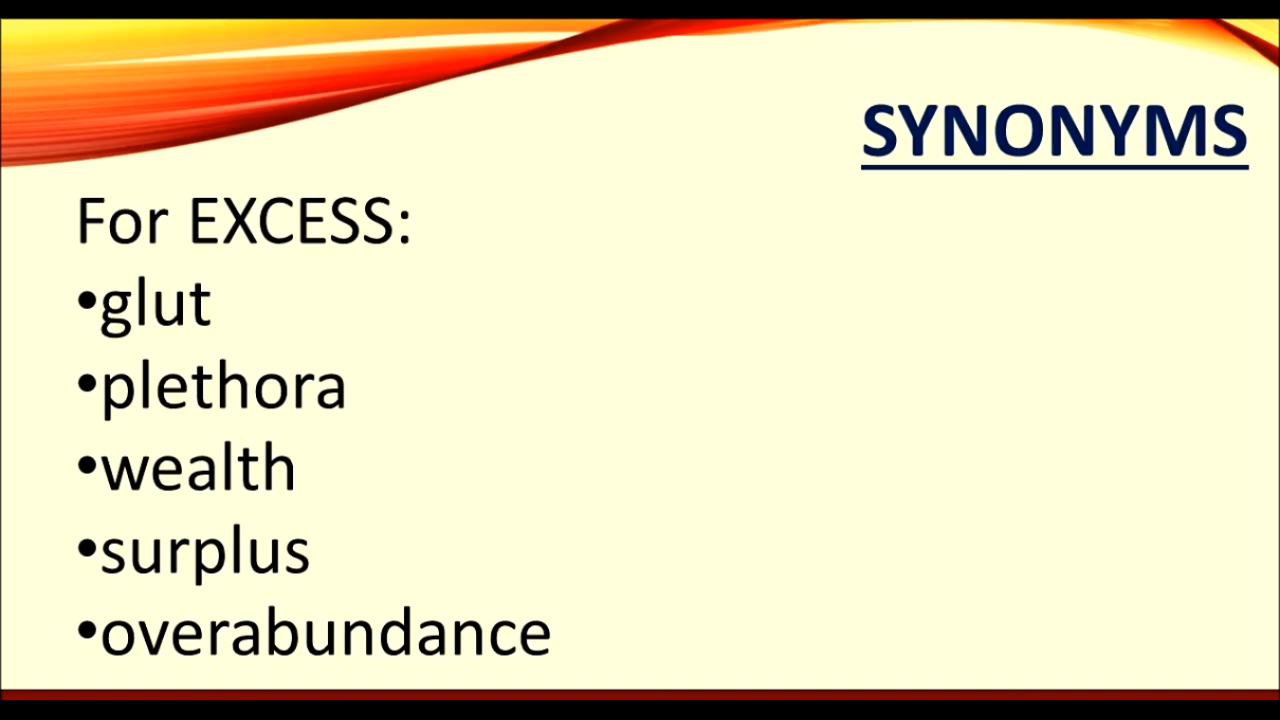 SYNONYMS
For EXCESS:
•glut
•plethora
•wealth
•surplus
•overabundance